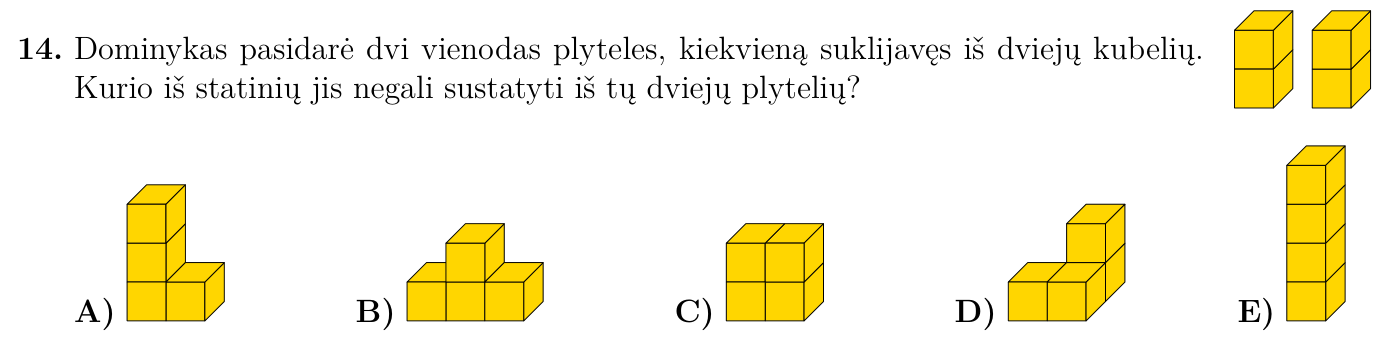 14. Dominykas pasidarė dvi vienodas plyteles, kiekvieną suklijavęs iš dviejų kubelių.
Kurio iš statinių jis negali sustatyti iš tų dviejų plytelių?
A) B) C) D) E)